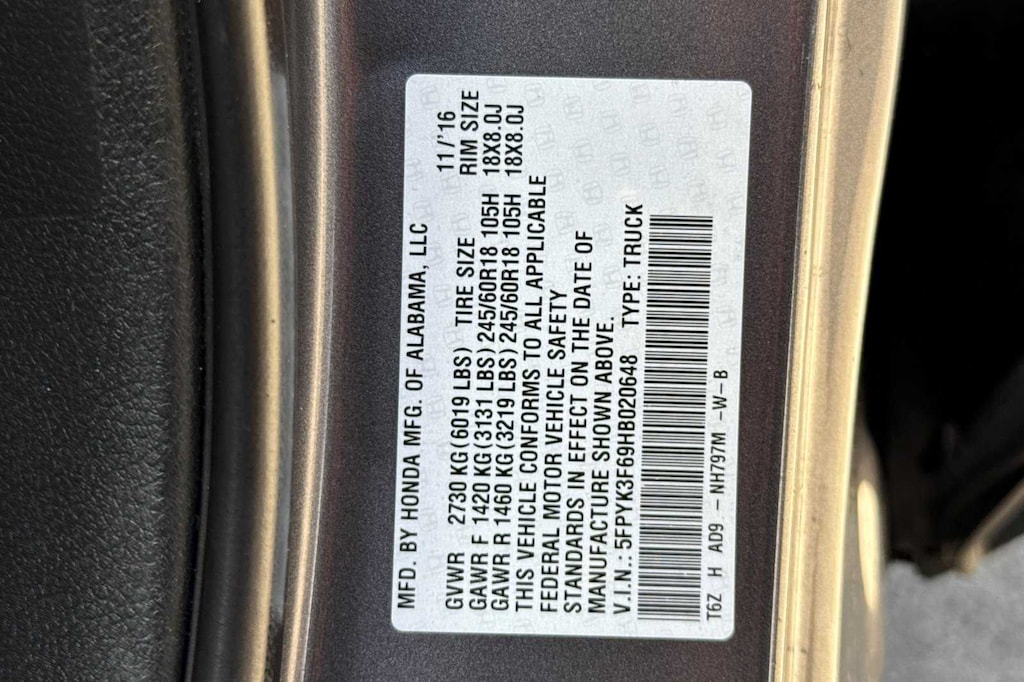 MFD. BY HONDA MFG. OF ALABAMA, LLC
11/'16
GVWR 2730 KG(6019 LBS) TIRE SIZE RIM SIZE
GAWR F 1420 KG(3131 LBS) 245/60R18 105H 18X8.0J
GAWR R 1460 KG(3219 LBS) 245/60R18 105H 18X8.0J
THIS VEHICLE CONFORMS TO ALL APPLICABLE
FEDERAL MOTOR VEHICLE SAFETY
STANDARDS IN EFFECT ON THE DATE OF
MANUFACTURE SHOWN ABOVE.
V.I.N.: 5FPYK3F69HB020648 TYPE: TRUCK
T6Z H AD9 -NH797M -W-B